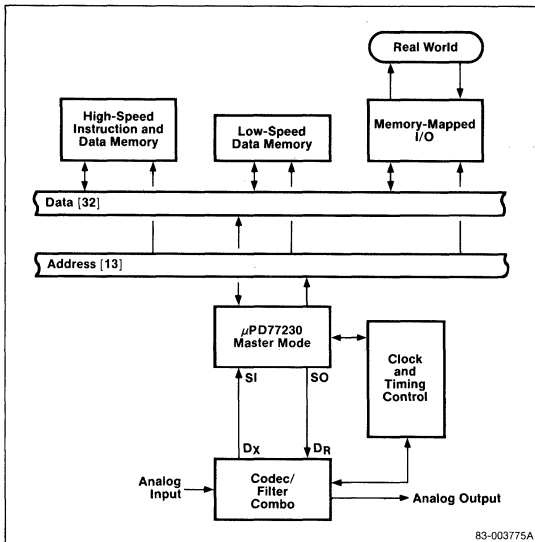 Real World
High-Speed
Instruction and
Data Memory
Low-Speed
Data Memory
Memory-Mapped
I/O
Data [32]
Address [13]
μPD77230
Master Mode
SI
SO
Clock
and
Timing
Control
DX
DR
Analog
Input
Codec/
Filter
Combo
Analog Output
83-003775A